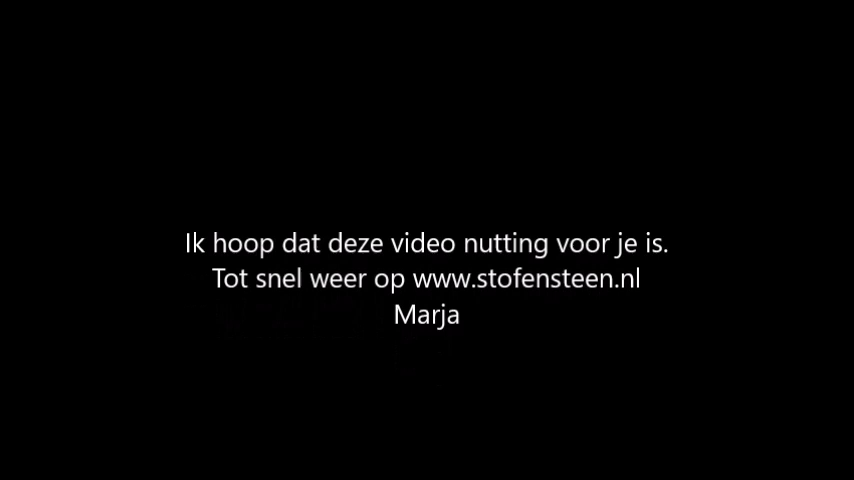 Ik hoop dat deze video nutting voor je is.
Tot snel weer op www.stofensteen.nl
Marja